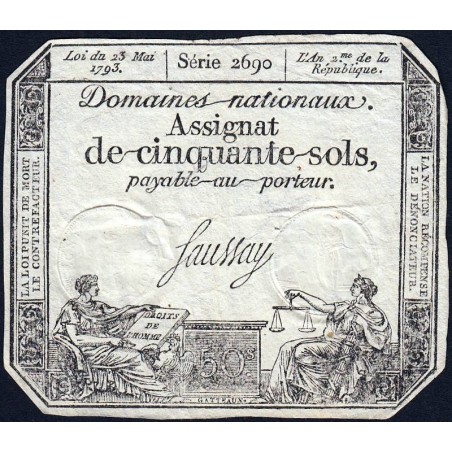 Loi du 23 Mai
1793.
Série 2690
L'An 2.me de la
République.
Domaines nationaux.
Assignat
de cinquante sols,
payable au porteur.
LA LOI PUNIT DE MORT
LE CONTREFACTEUR.
LA NATION RÉCOMPENSE
LE DÉNONCIATEUR.
Saussay
DROITS
DE
L'HOMME
50s
GATTEAUX